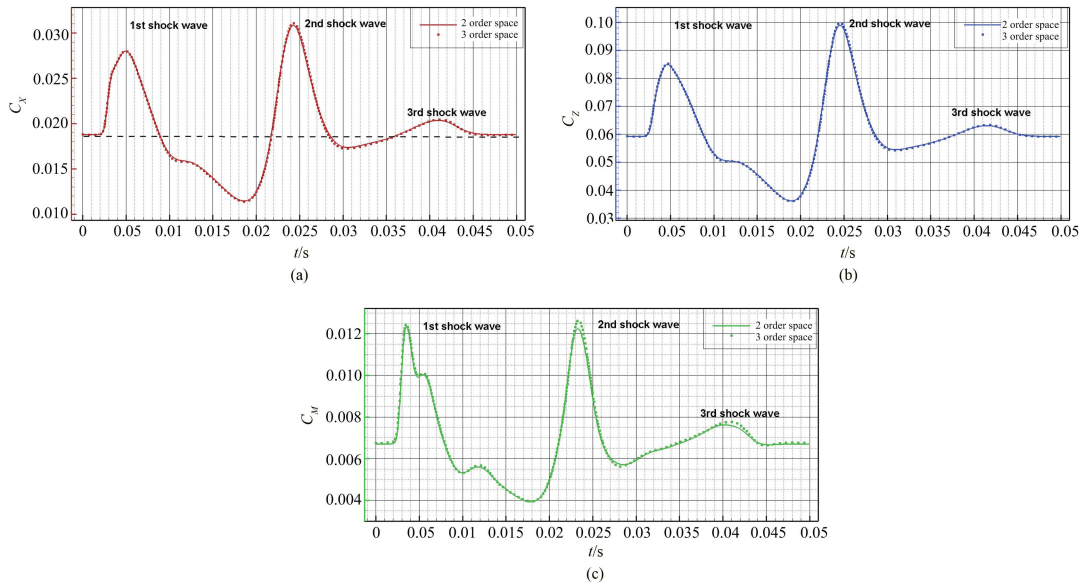 1st shock wave
2nd shock wave
2 order space
3 order space
3rd shock wave
0.030
0.025
0.020
0.015
0.010
C_X
0 0.05 0.01 0.015 0.02 0.025 0.03 0.035 0.04 0.045 0.05
t/s
(a)
1st shock wave
2nd shock wave
2 order space
3 order space
3rd shock wave
0.10
0.09
0.08
0.07
0.06
0.05
0.04
0.03
C_Z
0 0.05 0.01 0.015 0.02 0.025 0.03 0.035 0.04 0.045 0.05
t/s
(b)
1st shock wave
2nd shock wave
2 order space
3 order space
3rd shock wave
0.012
0.010
0.008
0.006
0.004
C_M
0 0.05 0.01 0.015 0.02 0.025 0.03 0.035 0.04 0.045 0.05
t/s
(c)